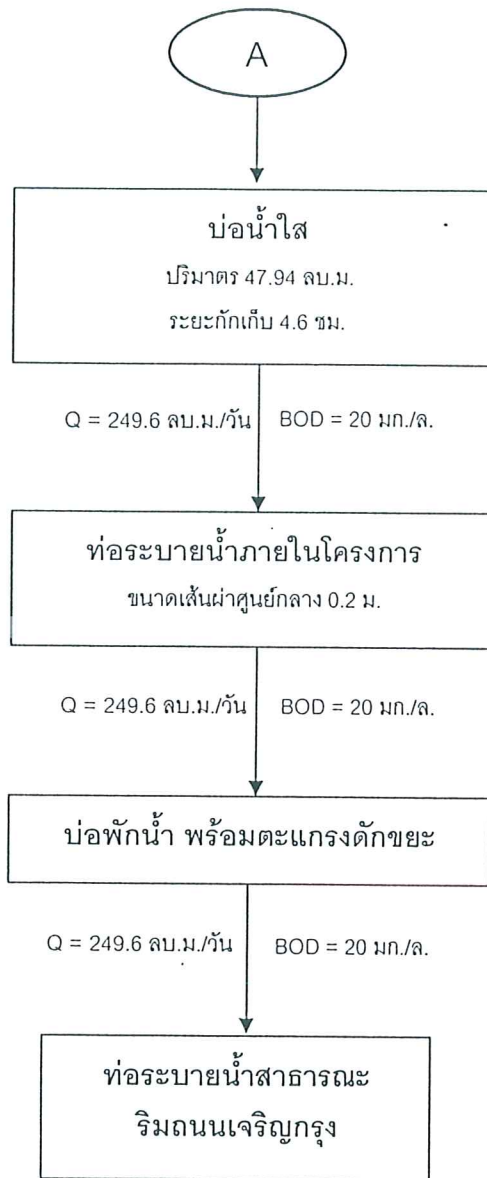 A
บ่อน้ำใส
ปริมาตร 47.94 ลบ.ม.
ระยะกักเก็บ 4.6 ชม.
Q = 249.6 ลบ.ม./วัน BOD = 20 มก./ล.
ท่อระบายน้ำภายในโครงการ
ขนาดเส้นผ่าศูนย์กลาง 0.2 ม.
Q = 249.6 ลบ.ม./วัน BOD = 20 มก./ล.
บ่อพักน้ำ พร้อมตะแกรงดักขยะ
Q = 249.6 ลบ.ม./วัน BOD = 20 มก./ล.
ท่อระบายน้ำสาธารณะ
ริมถนนเจริญกรุง